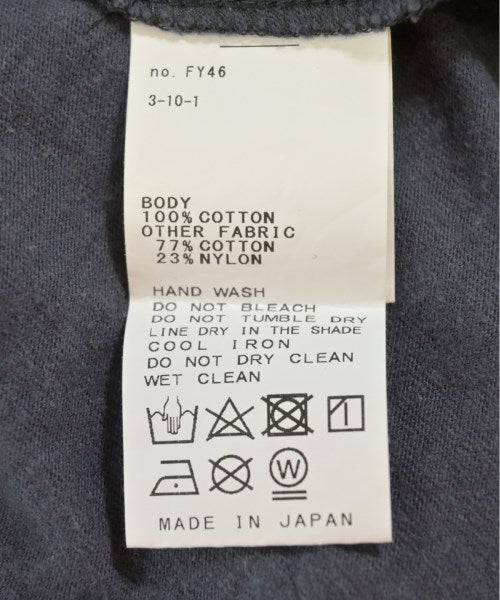 no. FY46
3-10-1
BODY
100% COTTON
OTHER FABRIC
77% COTTON
23% NYLON
HAND WASH
DO NOT BLEACH
DO NOT TUMBLE DRY
LINE DRY IN THE SHADE
COOL IRON
DO NOT DRY CLEAN
WET CLEAN
W
MADE IN JAPAN